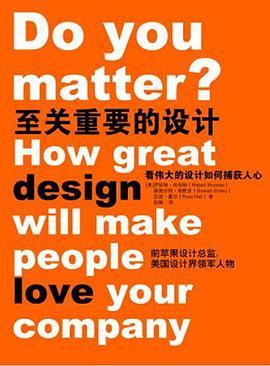 Do you
matter?
至关重要的设计
How great
看伟大的设计如何捕获人心
design
will make
people
前苹果设计总监,
美国设计界领军人物
love your
company